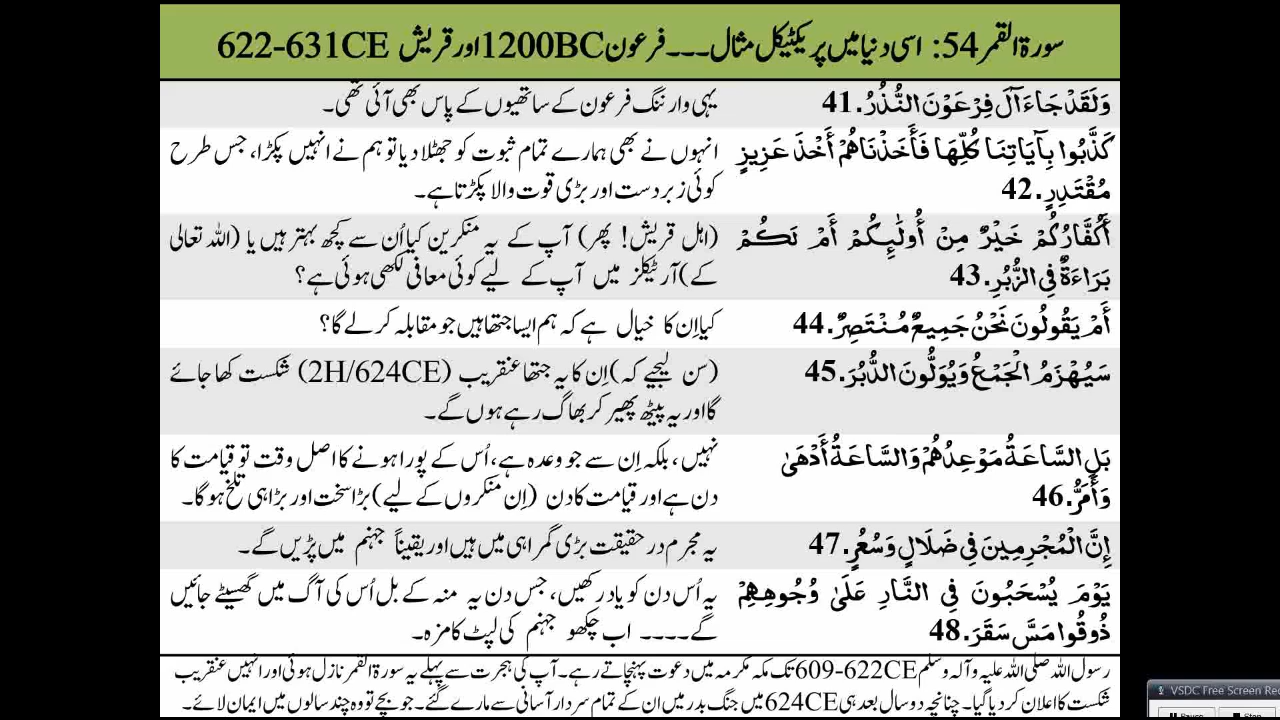 سورۃ القمر 54: اسی دنیا میں پریکٹیکل مثال۔۔۔ فرعون 1200BC اور قریش 622-631CE
وَلَقَدْ جَاءَ آلَ فِرْعَوْنَ النُّذُرُ. 41
یہی وارننگ فرعون کے ساتھیوں کے پاس بھی آئی تھی۔
كَذَّبُوا بِآيَاتِنَا كُلِّهَا فَأَخَذْنَاهُمْ أَخْذَ عَزِيزٍ
مُقْتَدِرٍ. 42
انہوں نے بھی ہمارے تمام ثبوت کو جھٹلا دیا تو ہم نے انہیں پکڑا، جس طرح
کوئی زبردست اور بڑی قوت والا پکڑتا ہے۔
أَكُفَّارُكُمْ خَيْرٌ مِنْ أُولَٰئِكُمْ أَمْ لَكُمْ
بَرَاءَةٌ فِي الزُّبُرِ. 43
(اہل قریش! پھر) آپ کے یہ منکرین کیا اُن سے کچھ بہتر ہیں یا (اللہ تعالی
کے) آرٹیکلز میں آپ کے لیے کوئی معافی لکھی ہوئی ہے؟
أَمْ يَقُولُونَ نَحْنُ جَمِيعٌ مُنْتَصِرٌ. 44
کیا اِن کا خیال ہے کہ ہم ایسا جتھا ہیں جو مقابلہ کر لے گا؟
سَيُهْزَمُ الْجَمْعُ وَيُوَلُّونَ الدُّبُرَ. 45
(سن لیجیے کہ) اِن کا یہ جتھا عنقریب (2H/624CE) شکست کھا جائے
گا اور یہ پیٹھ پھیر کر بھاگ رہے ہوں گے۔
بَلِ السَّاعَةُ مَوْعِدُهُمْ وَالسَّاعَةُ أَدْهَىٰ
وَأَمَرُّ. 46
نہیں، بلکہ اِن سے جو وعدہ ہے، اُس کے پورا ہونے کا اصل وقت تو قیامت کا
دن ہے اور قیامت کا دن (اِن منکروں کے لیے) بڑا سخت اور بڑا ہی تلخ ہو گا۔
إِنَّ الْمُجْرِمِينَ فِي ضَلَالٍ وَسُعُرٍ. 47
یہ مجرم در حقیقت بڑی گمراہی میں ہیں اور یقیناً جہنم میں پڑیں گے۔
يَوْمَ يُسْحَبُونَ فِي النَّارِ عَلَىٰ وُجُوهِهِمْ
ذُوقُوا مَسَّ سَقَرَ. 48
یہ اُس دن کو یاد رکھیں، جس دن یہ منہ کے بل اُس کی آگ میں گھسیٹے جائیں
گے۔۔۔۔ اب چکھو جہنم کی لپٹ کا مزہ۔
رسول اللہ صلی اللہ علیہ وآلہ وسلم 609-622CE تک مکہ مکرمہ میں دعوت پہنچاتے رہے۔ آپ کی ہجرت سے پہلے یہ سورۃ القمر نازل ہوئی اور انہیں عنقریب
شکست کا اعلان کر دیا گیا۔ چنانچہ دو سال بعد ہی 624CE میں جنگ بدر میں ان کے تمام سردار آسانی سے مارے گئے۔ جو بچے تو وہ چند سالوں میں ایمان لائے۔
VSDC Free Screen Rec
Pause Stop